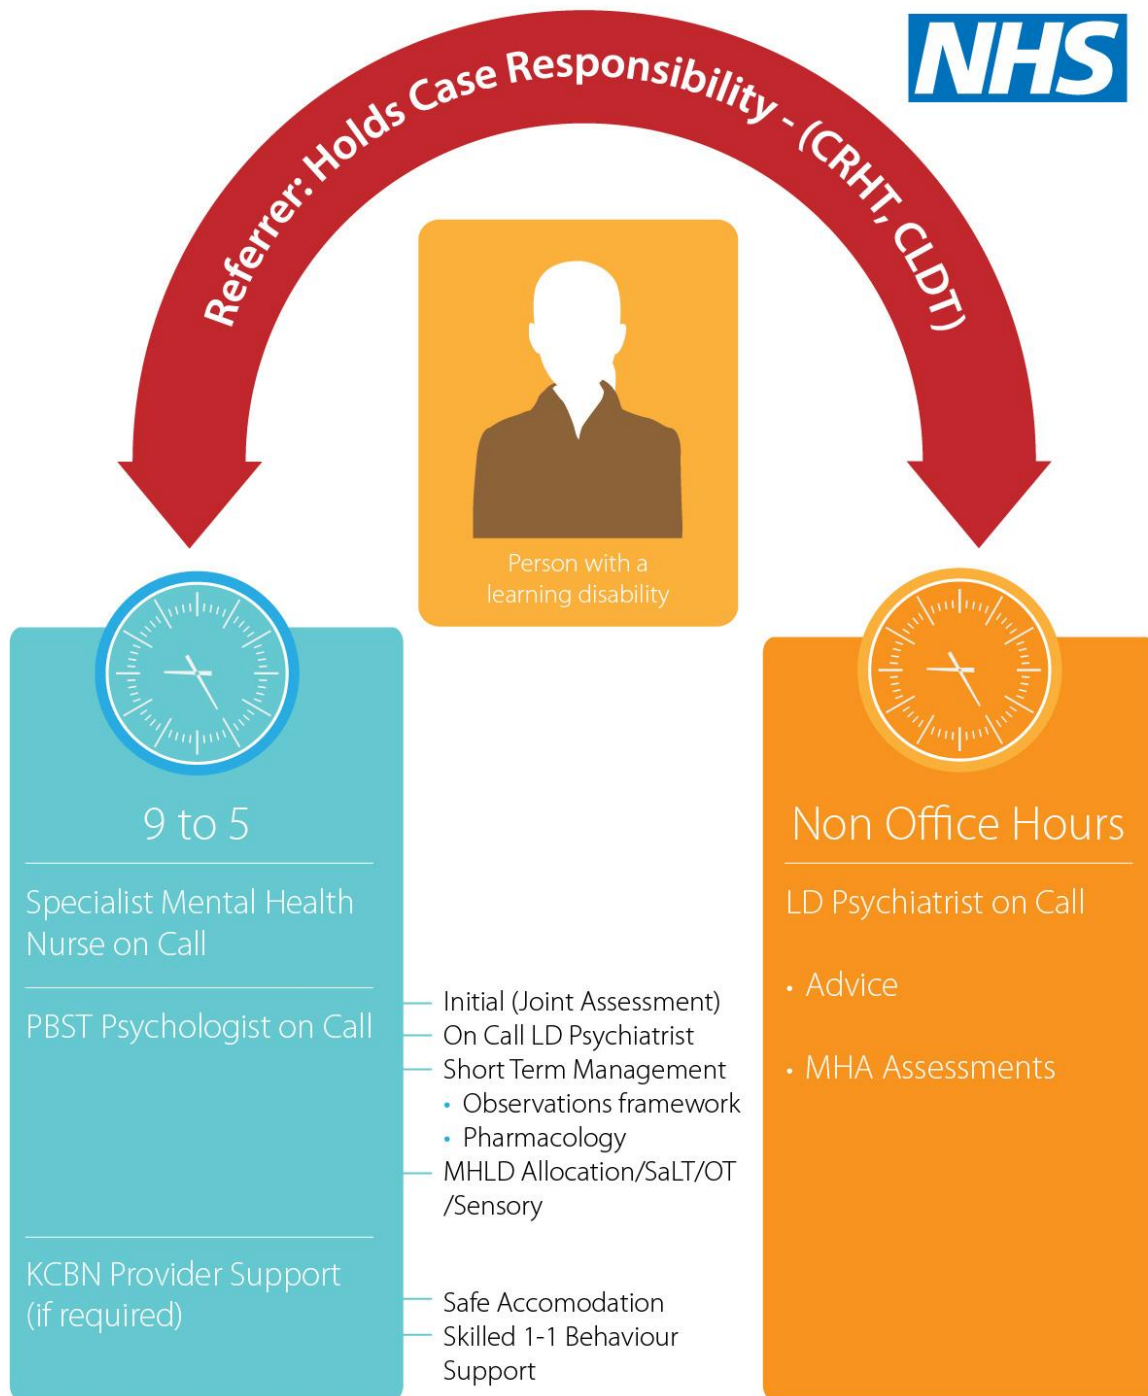 NHS
Referrer: Holds Case Responsibility - (CRHT, CLDT)
Person with a
learning disability
9 to 5
Specialist Mental Health
Nurse on Call
PBST Psychologist on Call
Initial (Joint Assessment)
On Call LD Psychiatrist
Short Term Management
• Observations framework
• Pharmacology
MHLD Allocation/SaLT/OT
/Sensory
KCBN Provider Support
(if required)
Safe Accomodation
Skilled 1-1 Behaviour
Support
Non Office Hours
LD Psychiatrist on Call
• Advice
• MHA Assessments